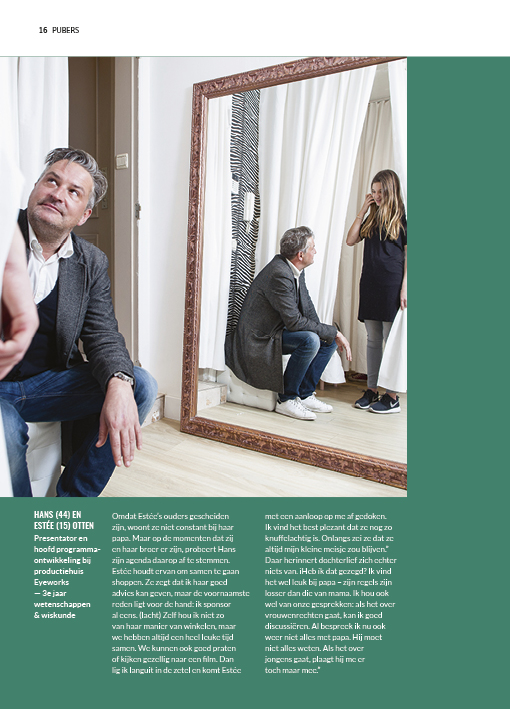 16 PUBERS
HANS (44) EN
ESTÉE (15) OTTEN
Presentator en
hoofd programma-
ontwikkeling bij
productiehuis
Eyeworks
— 3e jaar
wetenschappen
& wiskunde
Omdat Estée's ouders gescheiden
zijn, woont ze niet constant bij haar
papa. Maar op de momenten dat zij
en haar broer er zijn, probeert Hans
zijn agenda daarop af te stemmen.
Estée houdt ervan om samen te gaan
shoppen. Ze zegt dat ik haar goed
advies kan geven, maar de voornaamste
reden ligt voor de hand: ik sponsor
al eens. (lacht) Zelf hou ik niet zo
van haar manier van winkelen, maar
we hebben altijd een heel leuke tijd
samen. We kunnen ook goed praten
of kijken gezellig naar een film. Dan
lig ik languit in de zetel en komt Estée
met een aanloop op me af gedoken.
Ik vind het best plezant dat ze nog zo
knuffelachtig is. Onlangs zei ze dat ze
altijd mijn kleine meisje zou blijven."
Daar herinnert dochterlief zich echter
niets van. iHeb ik dat gezegd? Ik vind
het wel leuk bij papa – zijn regels zijn
losser dan die van mama. Ik hou ook
wel van onze gesprekken: als het over
vrouwenrechten gaat, kan ik goed
discussiëren. Al bespreek ik nu ook
weer niet alles met papa. Hij moet
niet alles weten. Als het over
jongens gaat, plaagt hij me er
toch maar mee."